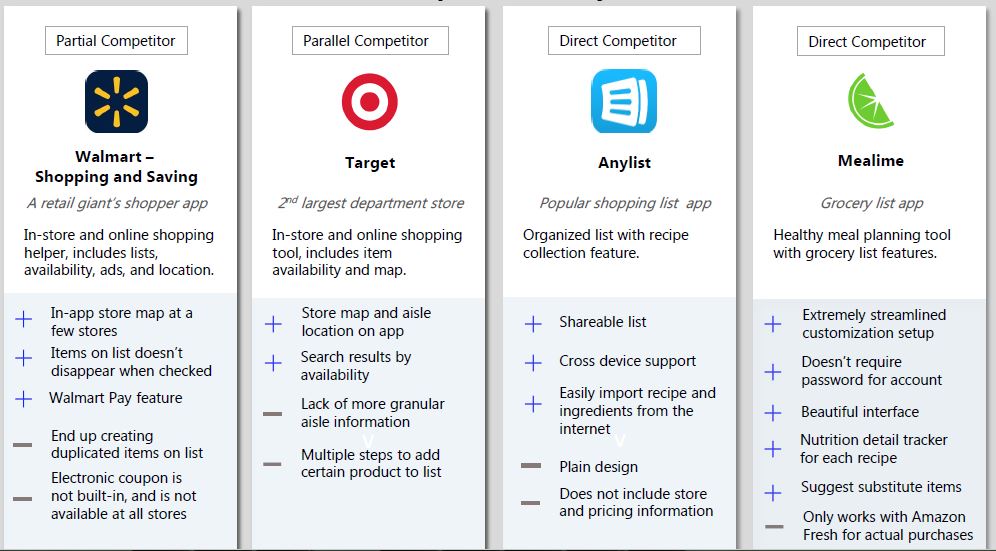 Partial Competitor
Walmart –
Shopping and Saving
A retail giant's shopper app
In-store and online shopping
helper, includes lists,
availability, ads, and location.
+ In-app store map at a
few stores
+ Items on list doesn't
disappear when checked
+ Walmart Pay feature
− End up creating
duplicated items on list
− Electronic coupon is
not built-in, and is not
available at all stores
Parallel Competitor
Target
2nd largest department store
In-store and online shopping
tool, includes item
availability and map.
+ Store map and aisle
location on app
+ Search results by
availability
− Lack of more granular
aisle information
− Multiple steps to add
certain product to list
V
Direct Competitor
Anylist
Popular shopping list app
Organized list with recipe
collection feature.
+ Shareable list
+ Cross device support
+ Easily import recipe and
ingredients from the
internet
V
− Plain design
− Does not include store
and pricing information
Direct Competitor
Mealime
Grocery list app
Healthy meal planning tool
with grocery list features.
+ Extremely streamlined
customization setup
+ Doesn't require
password for account
+ Beautiful interface
+ Nutrition detail tracker
for each recipe
+ Suggest substitute items
− Only works with Amazon
Fresh for actual purchases